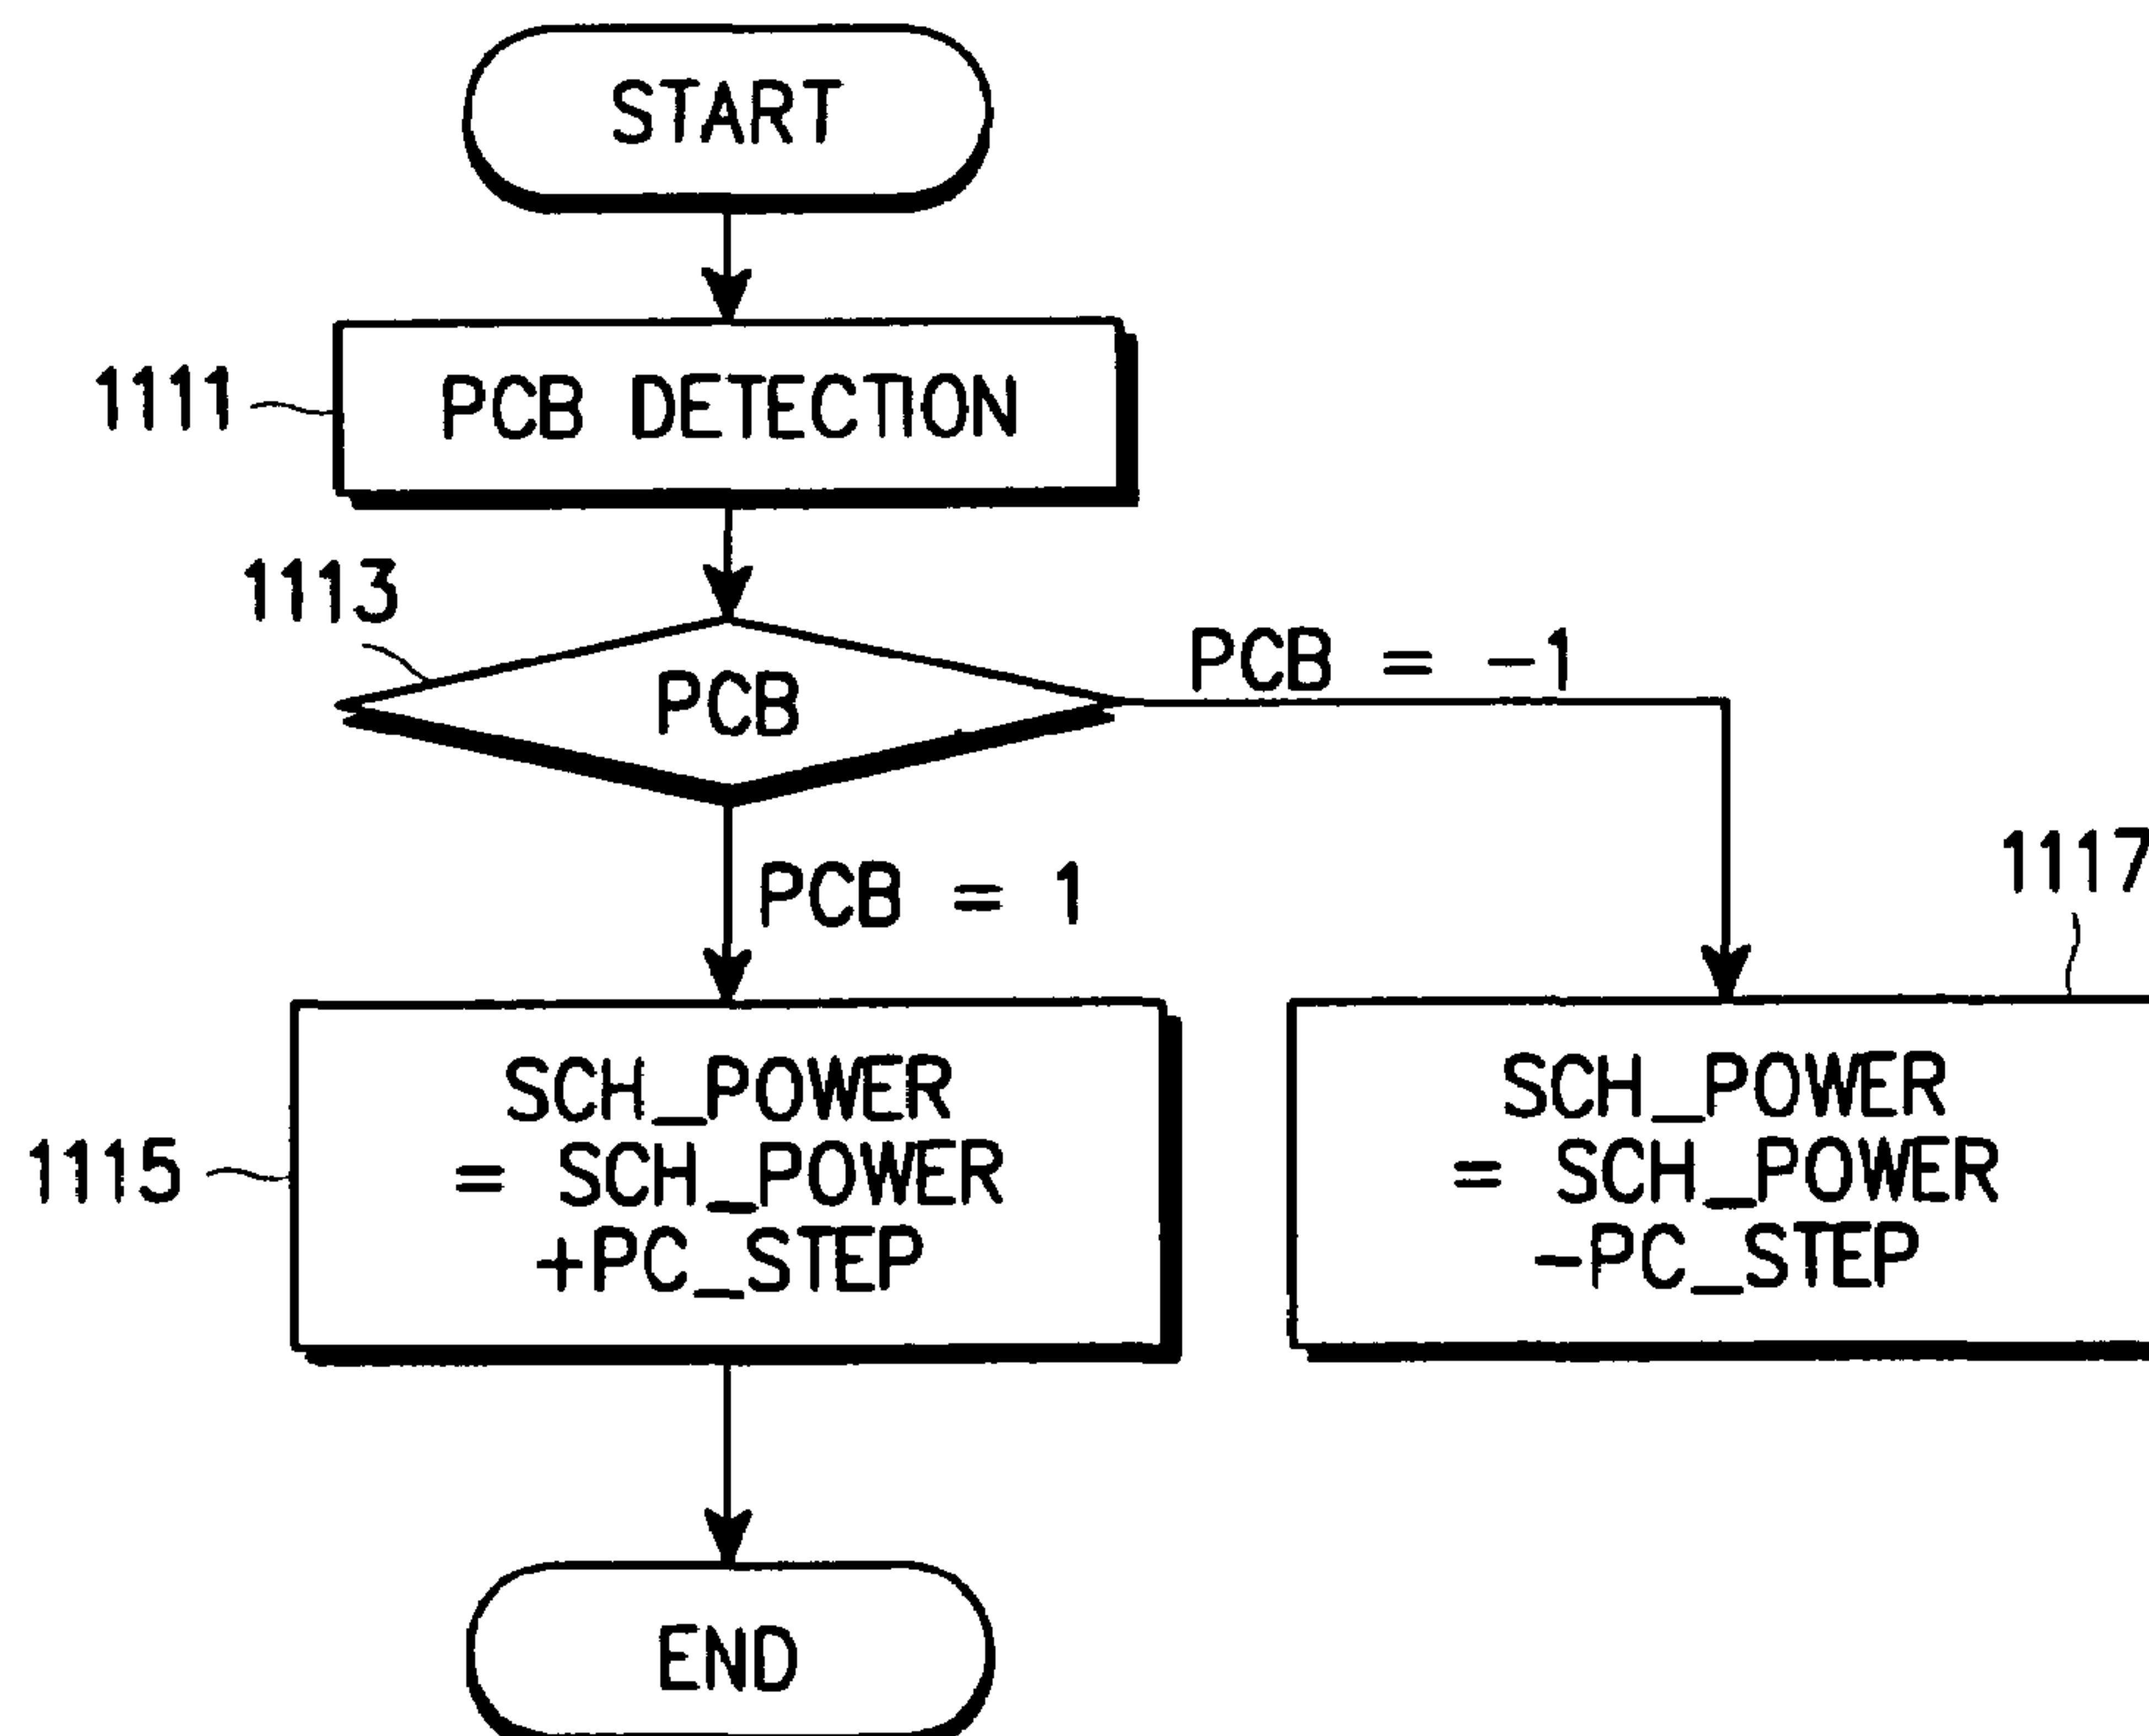 START
1111
PCB DETECTION
1113
PCB
PCB = -1
PCB = 1
1117
1115
SCH_POWER
= SCH_POWER
+PC_STEP
SCH_POWER
= SCH_POWER
-PC_STEP
END